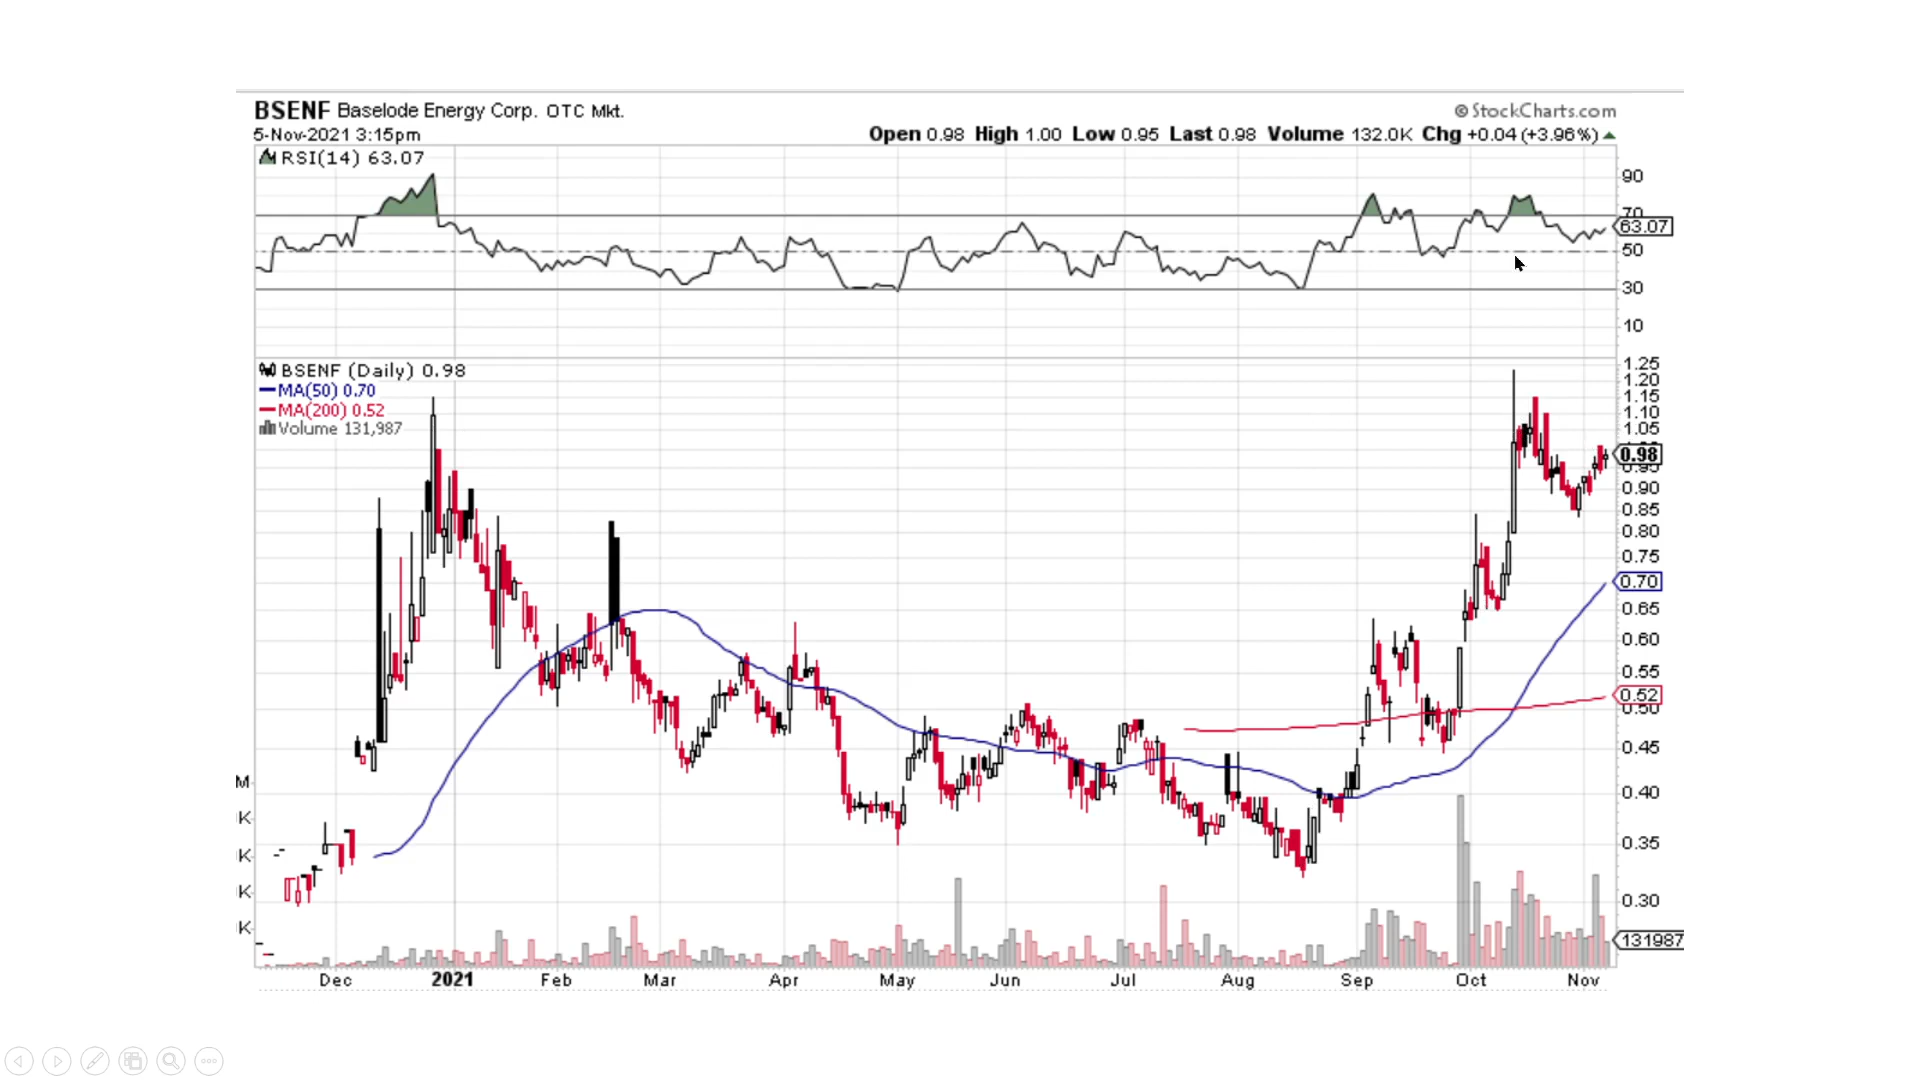 BSENF Baselode Energy Corp. OTC Mkt. © StockCharts.com
5-Nov-2021 3:15pm Open 0.98 High 1.00 Low 0.95 Last 0.98 Volume 132.0K Chg +0.04 (+3.96%)
RSI(14) 63.07
90
70
63.07
50
30
10
BSENF (Daily) 0.98
MA(50) 0.70
MA(200) 0.52
Volume 131,987
1.25
1.20
1.15
1.10
1.05
0.98
0.95
0.90
0.85
0.80
0.75
0.70
0.65
0.60
0.55
0.52
0.50
0.45
0.40
0.35
0.30
131987
M
K
K
K
K
Dec 2021 Feb Mar Apr May Jun Jul Aug Sep Oct Nov